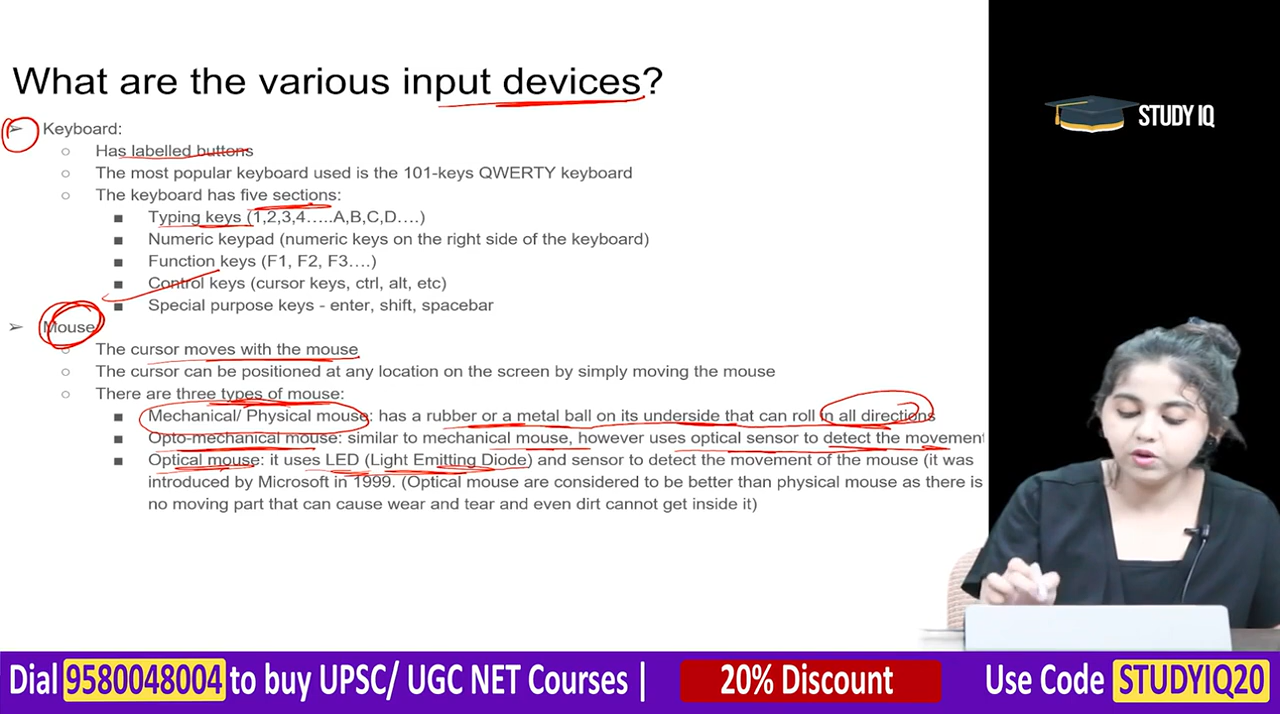 What are the various input devices?
STUDY IQ
➢ Keyboard:
○ Has labelled buttons
○ The most popular keyboard used is the 101-keys QWERTY keyboard
○ The keyboard has five sections:
■ Typing keys (1,2,3,4…..A,B,C,D….)
■ Numeric keypad (numeric keys on the right side of the keyboard)
■ Function keys (F1, F2, F3….)
■ Control keys (cursor keys, ctrl, alt, etc)
■ Special purpose keys - enter, shift, spacebar
➢ Mouse
○ The cursor moves with the mouse
○ The cursor can be positioned at any location on the screen by simply moving the mouse
○ There are three types of mouse:
■ Mechanical/ Physical mouse: has a rubber or a metal ball on its underside that can roll in all directions
■ Opto-mechanical mouse: similar to mechanical mouse, however uses optical sensor to detect the movement
■ Optical mouse: it uses LED (Light Emitting Diode) and sensor to detect the movement of the mouse (it was
introduced by Microsoft in 1999. (Optical mouse are considered to be better than physical mouse as there is
no moving part that can cause wear and tear and even dirt cannot get inside it)
Dial 9580048004 to buy UPSC/ UGC NET Courses | 20% Discount Use Code STUDYIQ20